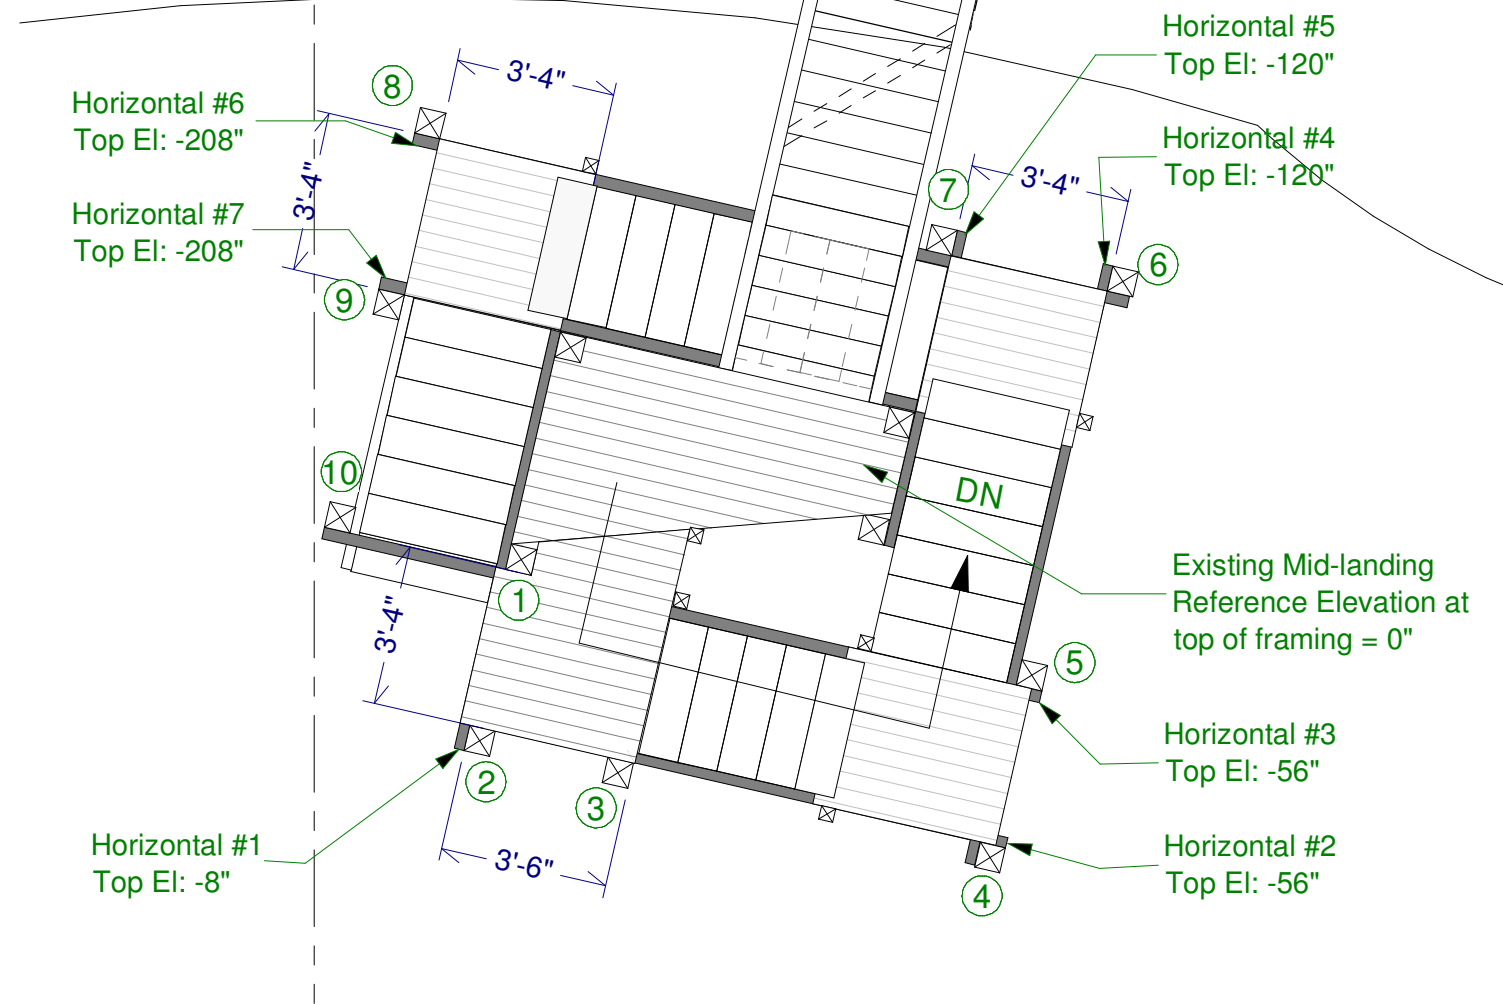 Horizontal #5
Top El: -120"
3'-4"
8
Horizontal #6
Top El: -208"
Horizontal #4
Top El: -120"
3'-4"
3'-4"
7
Horizontal #7
Top El: -208"
6
9
10
DN
Existing Mid-landing
Reference Elevation at
top of framing = 0"
1
3'-4"
5
Horizontal #3
Top El: -56"
2
3
Horizontal #1
Top El: -8"
3'-6"
Horizontal #2
Top El: -56"
4